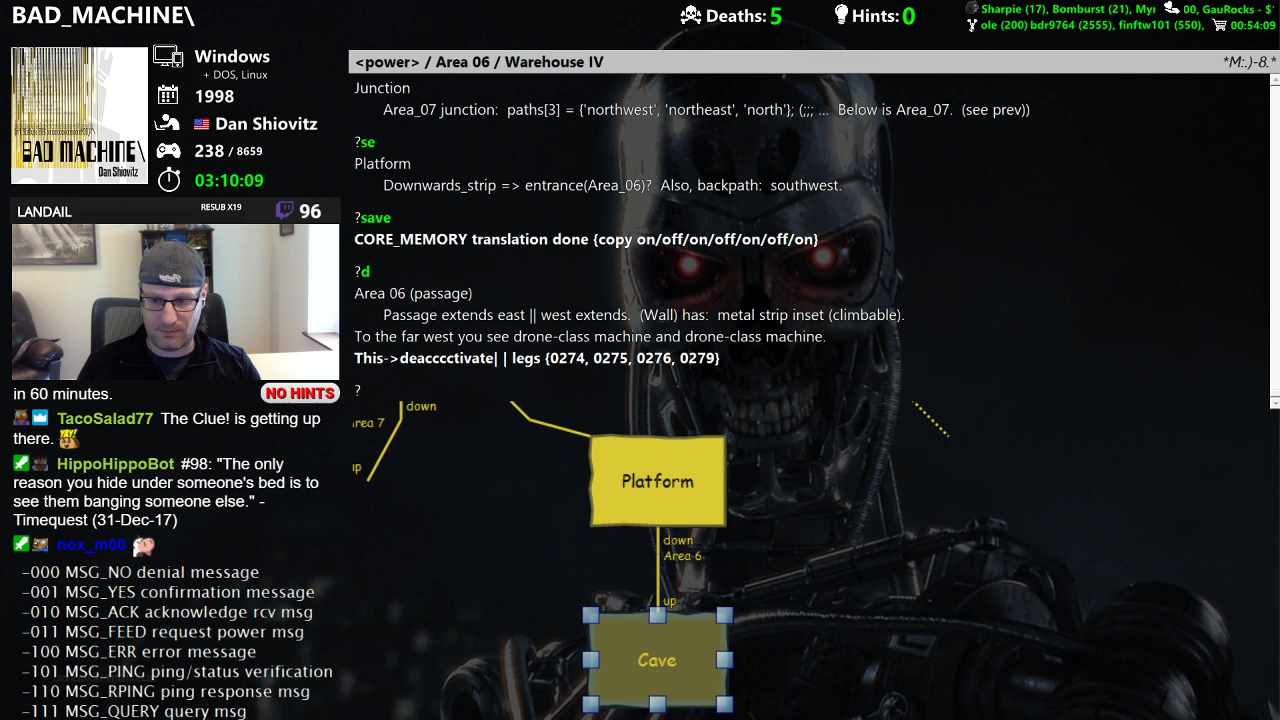 BAD_MACHINE\
Deaths: 5
Hints: 0
Sharpie (17), Bomburst (21), Myr
00, GauRocks - $
ole (200) bdr9764 (2555), finftw101 (550),
00:54:09
BAD MACHINE\
Dan Shiovitz
Windows
+ DOS, Linux
1998
Dan Shiovitz
238 / 8659
03:10:09
LANDAIL
RESUB X19
96
<power> / Area 06 / Warehouse IV
*M:.)-8.*
Junction
Area_07 junction: paths[3] = {'northwest', 'northeast', 'north'}; (;;; ... Below is Area_07. (see prev))
?se
Platform
Downwards_strip => entrance(Area_06)? Also, backpath: southwest.
?save
CORE_MEMORY translation done {copy on/off/on/off/on/off/on}
?d
Area 06 (passage)
Passage extends east || west extends. (Wall) has: metal strip inset (climbable).
To the far west you see drone-class machine and drone-class machine.
This->deacccctivate| | legs {0274, 0275, 0276, 0279}
?
down
Area 7
up
Platform
down
Area 6
up
Cave
in 60 minutes.
NO HINTS
TacoSalad77 The Clue! is getting up
there.
HippoHippoBot #98: "The only
reason you hide under someone's bed is to
see them banging someone else." -
Timequest (31-Dec-17)
nox_m00
-000 MSG_NO denial message
-001 MSG_YES confirmation message
-010 MSG_ACK acknowledge rcv msg
-011 MSG_FEED request power msg
-100 MSG_ERR error message
-101 MSG_PING ping/status verification
-110 MSG_RPING ping response msg
-111 MSG_QUERY query msg